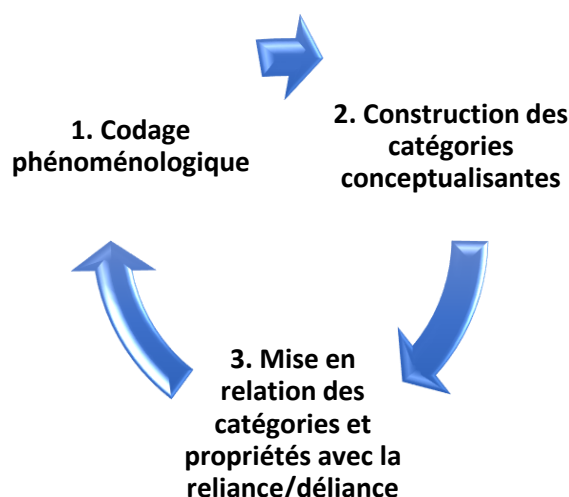 1. Codage
phénoménologique
2. Construction des
catégories
conceptualisantes
3. Mise en
relation des
catégories et
propriétés avec la
reliance/déliance